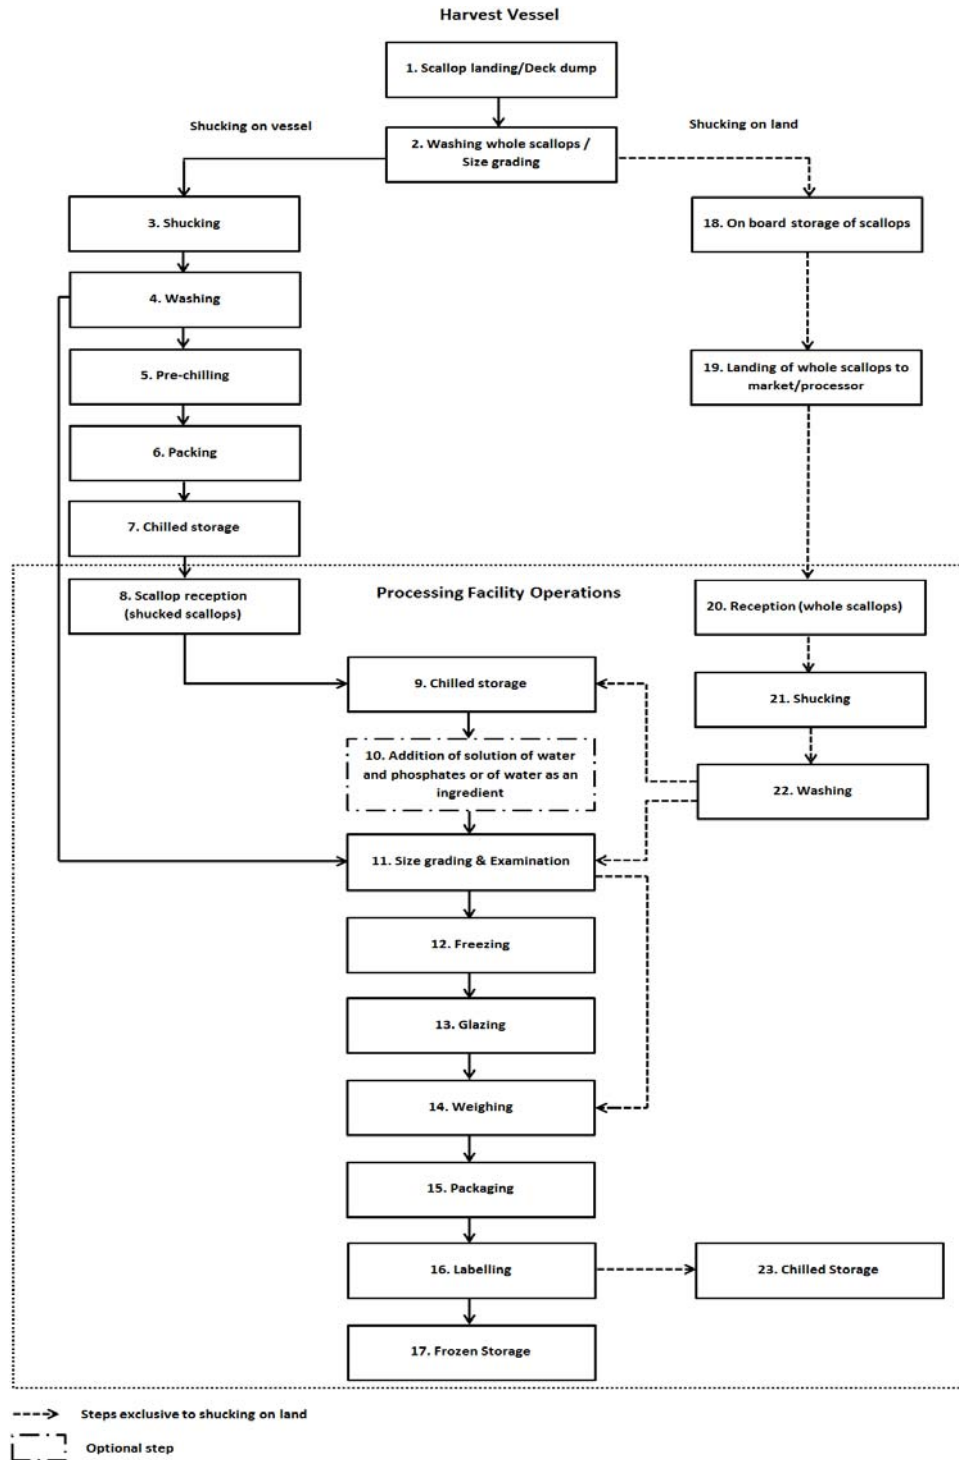 Harvest Vessel
1. Scallop landing/Deck dump
Shucking on vessel
Shucking on land
2. Washing whole scallops /
Size grading
3. Shucking
18. On board storage of scallops
4. Washing
5. Pre-chilling
19. Landing of whole scallops to
market/processor
6. Packing
7. Chilled storage
8. Scallop reception
(shucked scallops)
Processing Facility Operations
20. Reception (whole scallops)
9. Chilled storage
21. Shucking
10. Addition of solution of water
and phosphates or of water as an
ingredient
22. Washing
11. Size grading & Examination
12. Freezing
13. Glazing
14. Weighing
15. Packaging
16. Labelling
23. Chilled Storage
17. Frozen Storage
Steps exclusive to shucking on land
Optional step